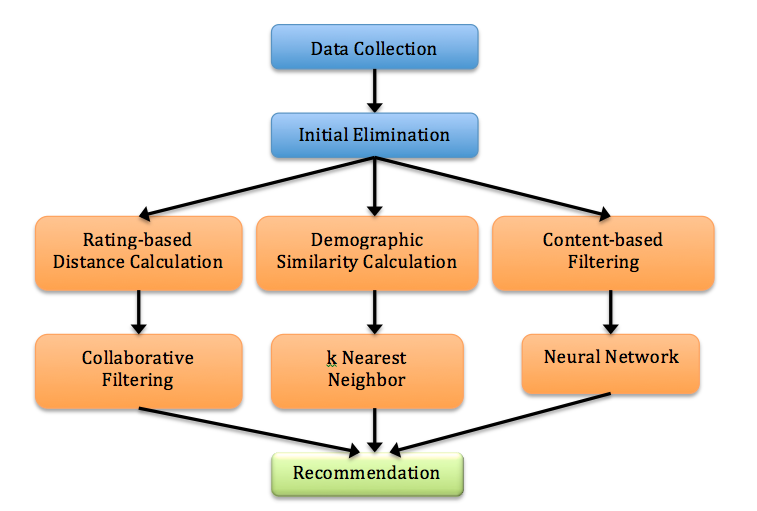 Data Collection
Initial Elimination
Rating-based
Distance Calculation
Demographic
Similarity Calculation
Content-based
Filtering
Collaborative
Filtering
k Nearest
Neighbor
Neural Network
Recommendation